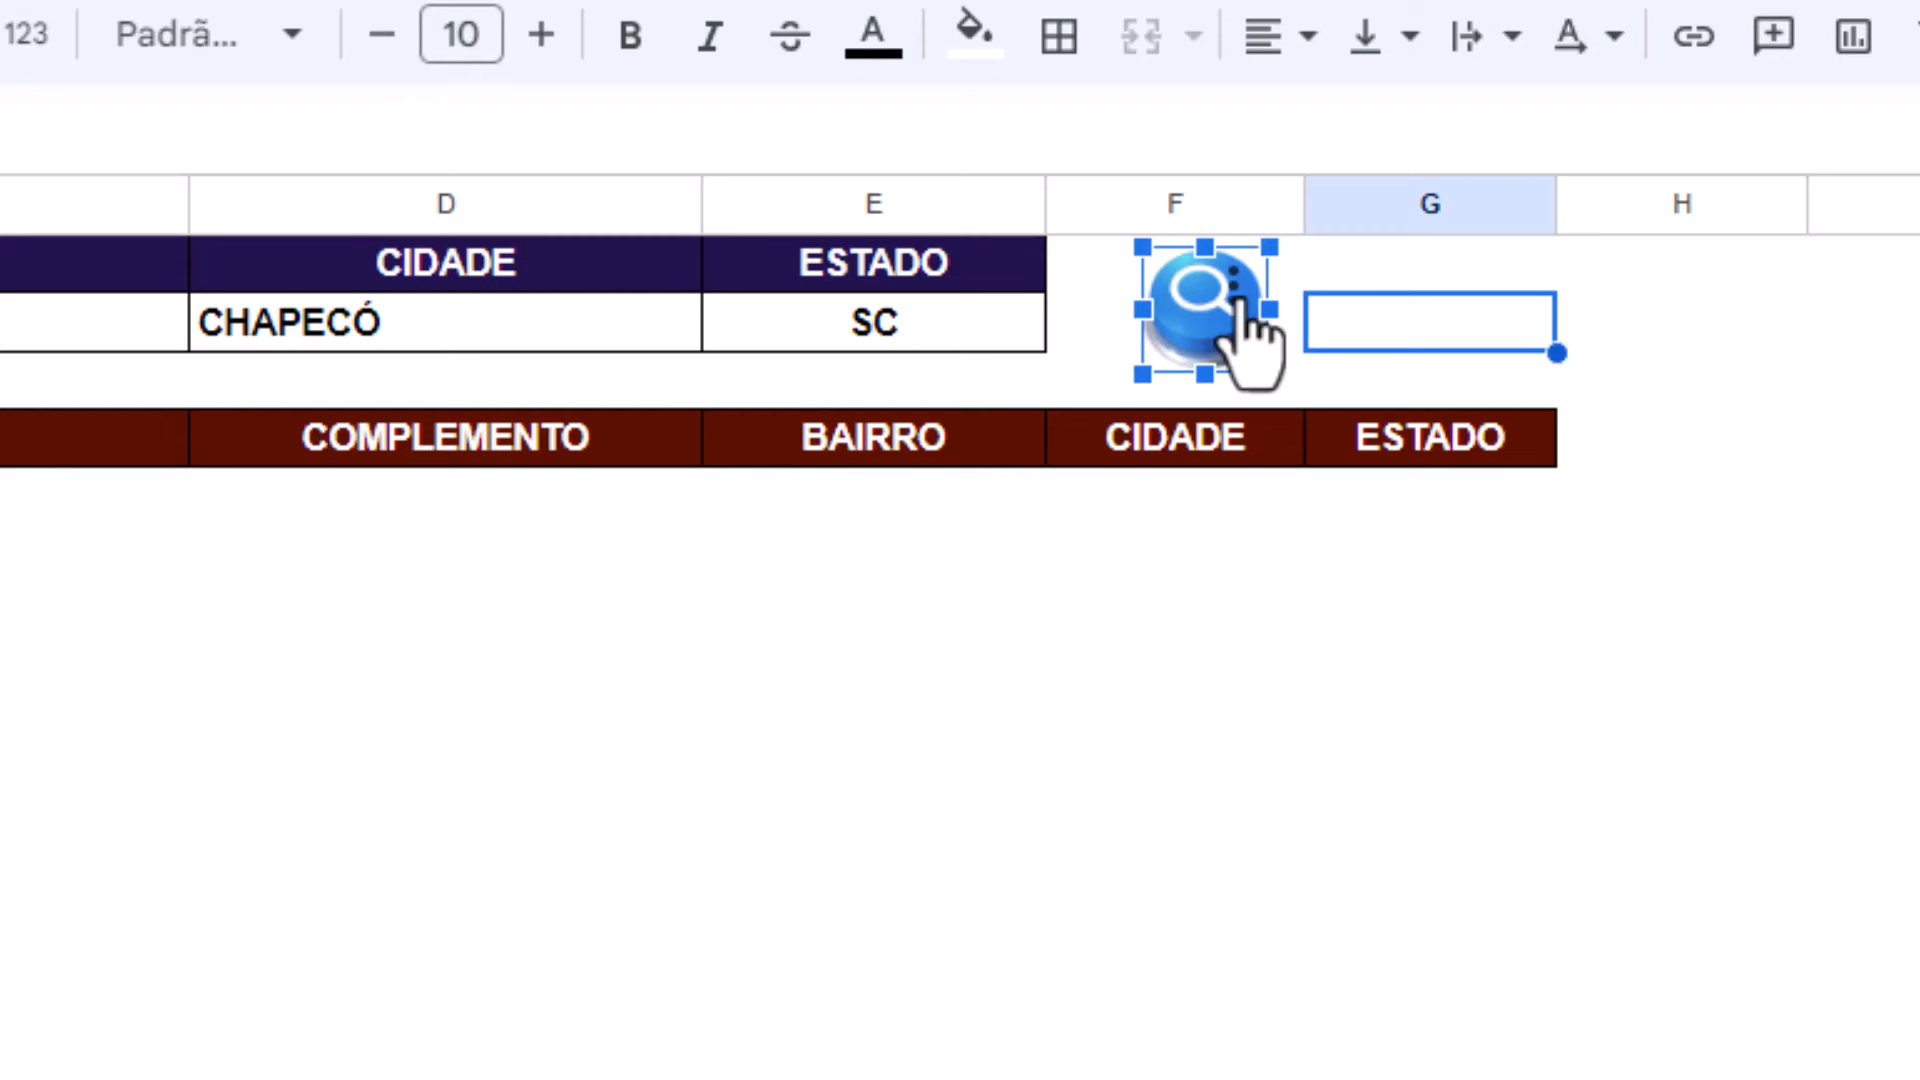 123 Padrã... 10 B I S A A
D E F G H
CIDADE ESTADO
CHAPECÓ SC
COMPLEMENTO BAIRRO CIDADE ESTADO